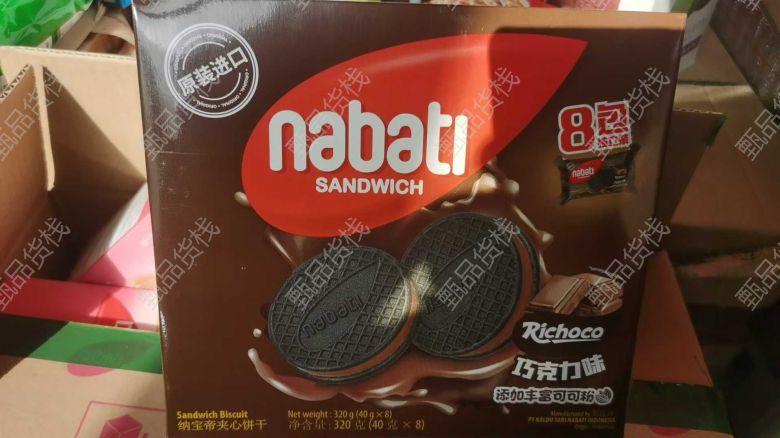 原装进口
ORIGINAL
nabati
SANDWICH
8包
nabati
nabati
Richoco
巧克力味
添加丰富可可粉
Sandwich Biscuit
纳宝帝夹心饼干
Net weight : 320 g (40 g × 8)
净含量 : 320 克 (40 克 × 8)
Manufactured by
PT KALDU SARI NABATI INDONESIA
甄品货栈